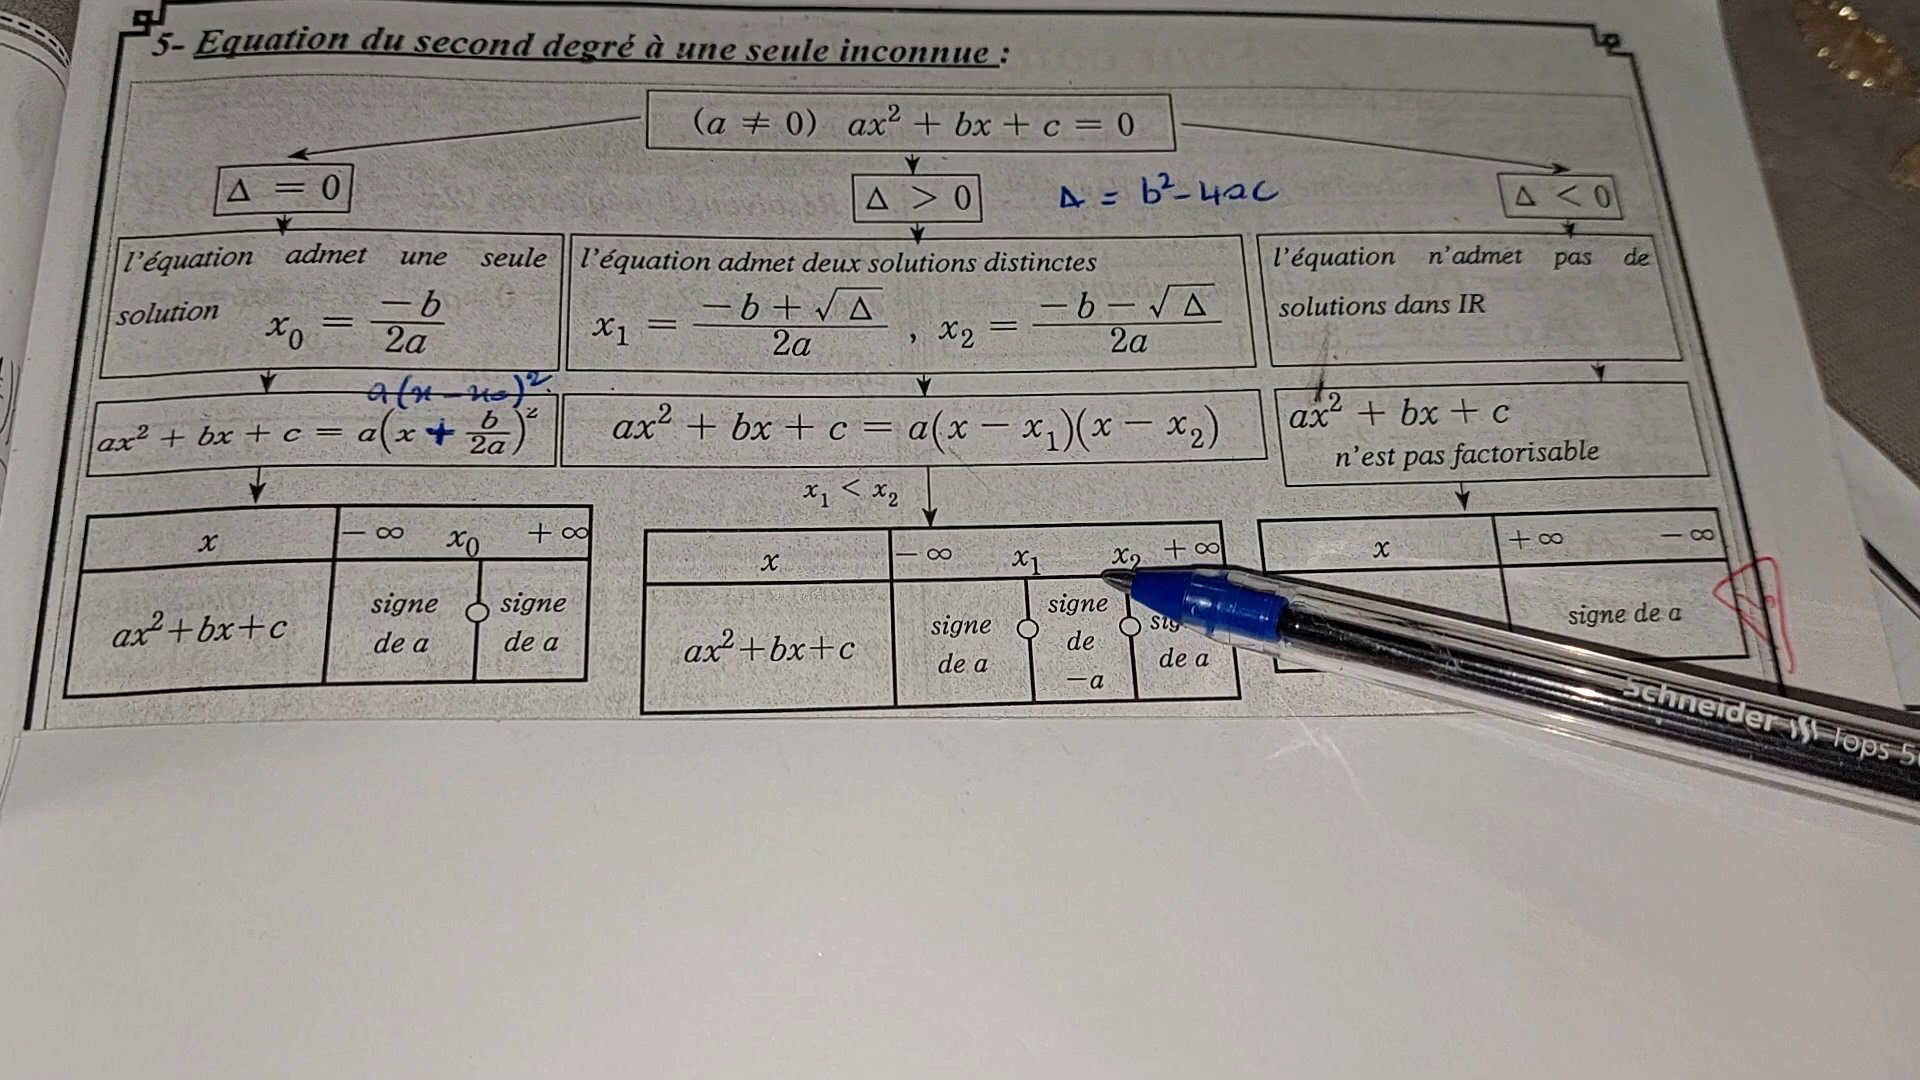 5- Equation du second degré à une seule inconnue :
(a ≠ 0) ax² + bx + c = 0
Δ = 0
Δ > 0
Δ = b² - 4ac
Δ < 0
l'équation admet une seule
solution x₀ = -b/2a
l'équation admet deux solutions distinctes
x₁ = (-b + √Δ)/2a , x₂ = (-b - √Δ)/2a
l'équation n'admet pas de
solutions dans IR
a(x - x₀)²
ax² + bx + c = a(x + b/2a)²
ax² + bx + c = a(x - x₁)(x - x₂)
ax² + bx + c
n'est pas factorisable
x₁ < x₂
x -∞ x₀ +∞
ax²+bx+c signe de a signe de a
x -∞ x₁ x₂ +∞
ax²+bx+c signe de a signe de -a de a
x +∞ -∞
signe de a
Schneider Tops